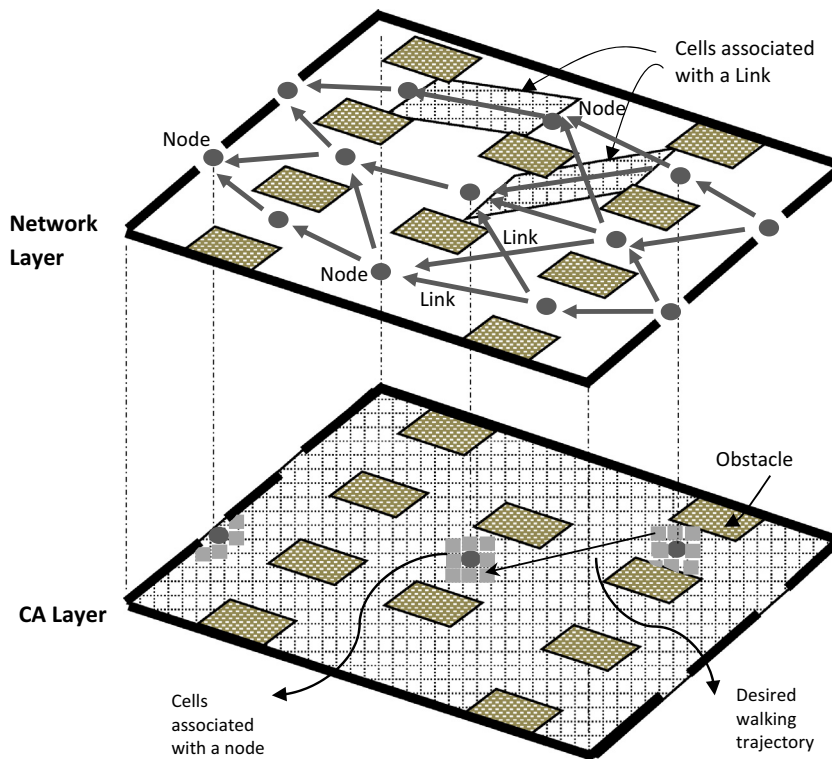 Cells associated
with a Link
Node
Node
Network
Layer
Link
Node
Link
Obstacle
CA Layer
Cells
associated
with a node
Desired
walking
trajectory